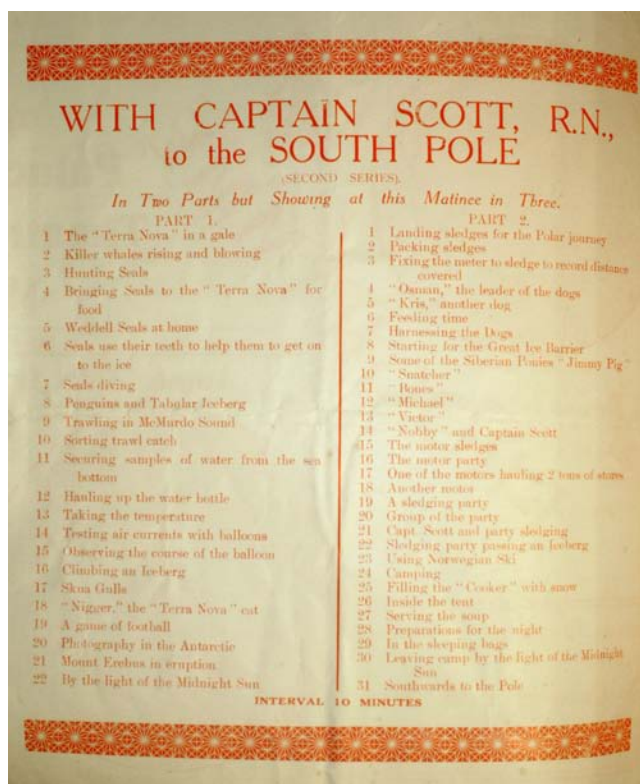 WITH CAPTAIN SCOTT, R.N.,
to the SOUTH POLE
(SECOND SERIES).
In Two Parts but Showing at this Matinee in Three.
PART 1.
1 The "Terra Nova" in a gale
2 Killer whales rising and blowing
3 Hunting Seals
4 Bringing Seals to the "Terra Nova" for
food
5 Weddell Seals at home
6 Seals use their teeth to help them to get on
to the ice
7 Seals diving
8 Penguins and Tabular Iceberg
9 Trawling in McMurdo Sound
10 Sorting trawl catch
11 Securing samples of water from the sea
bottom
12 Hauling up the water bottle
13 Taking the temperature
14 Testing air currents with balloons
15 Observing the course of the balloon
16 Climbing an Iceberg
17 Skua Gulls
18 "Nigger," the "Terra Nova" cat
19 A game of football
20 Photography in the Antarctic
21 Mount Erebus in eruption
22 By the light of the Midnight Sun
PART 2.
1 Landing sledges for the Polar journey
2 Packing sledges
3 Fixing the meter to sledge to record distance
covered
4 "Osman," the leader of the dogs
5 "Kris," another dog
6 Feeding time
7 Harnessing the Dogs
8 Starting for the Great Ice Barrier
9 Some of the Siberian Ponies "Jimmy Pig"
10 "Snatcher"
11 "Bones"
12 "Michael"
13 "Victor"
14 "Nobby" and Captain Scott
15 The motor sledges
16 The motor party
17 One of the motors hauling 2 tons of stores
18 Another motor
19 A sledging party
20 Group of the party
21 Capt. Scott and party sledging
22 Sledging party passing an Iceberg
23 Using Norwegian Ski
24 Camping
25 Filling the "Cooker" with snow
26 Inside the tent
27 Serving the soup
28 Preparations for the night
29 In the sleeping bags
30 Leaving camp by the light of the Midnight
Sun
31 Southwards to the Pole
INTERVAL 10 MINUTES